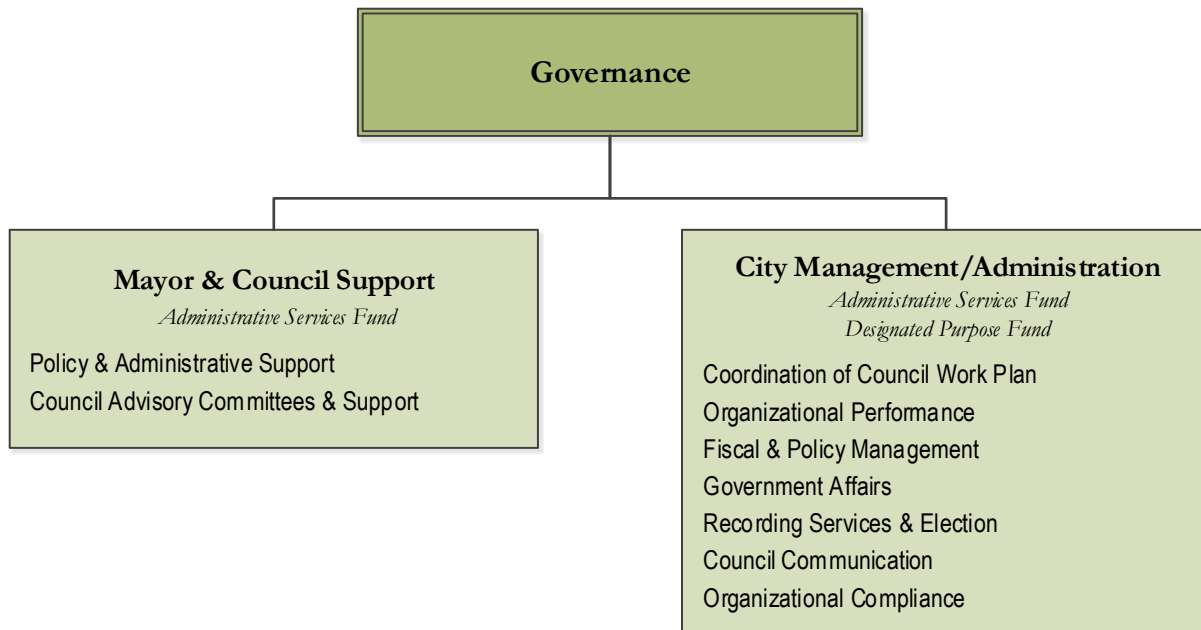 Governance
Mayor & Council Support
Administrative Services Fund
Policy & Administrative Support
Council Advisory Committees & Support
City Management/Administration
Administrative Services Fund
Designated Purpose Fund
Coordination of Council Work Plan
Organizational Performance
Fiscal & Policy Management
Government Affairs
Recording Services & Election
Council Communication
Organizational Compliance